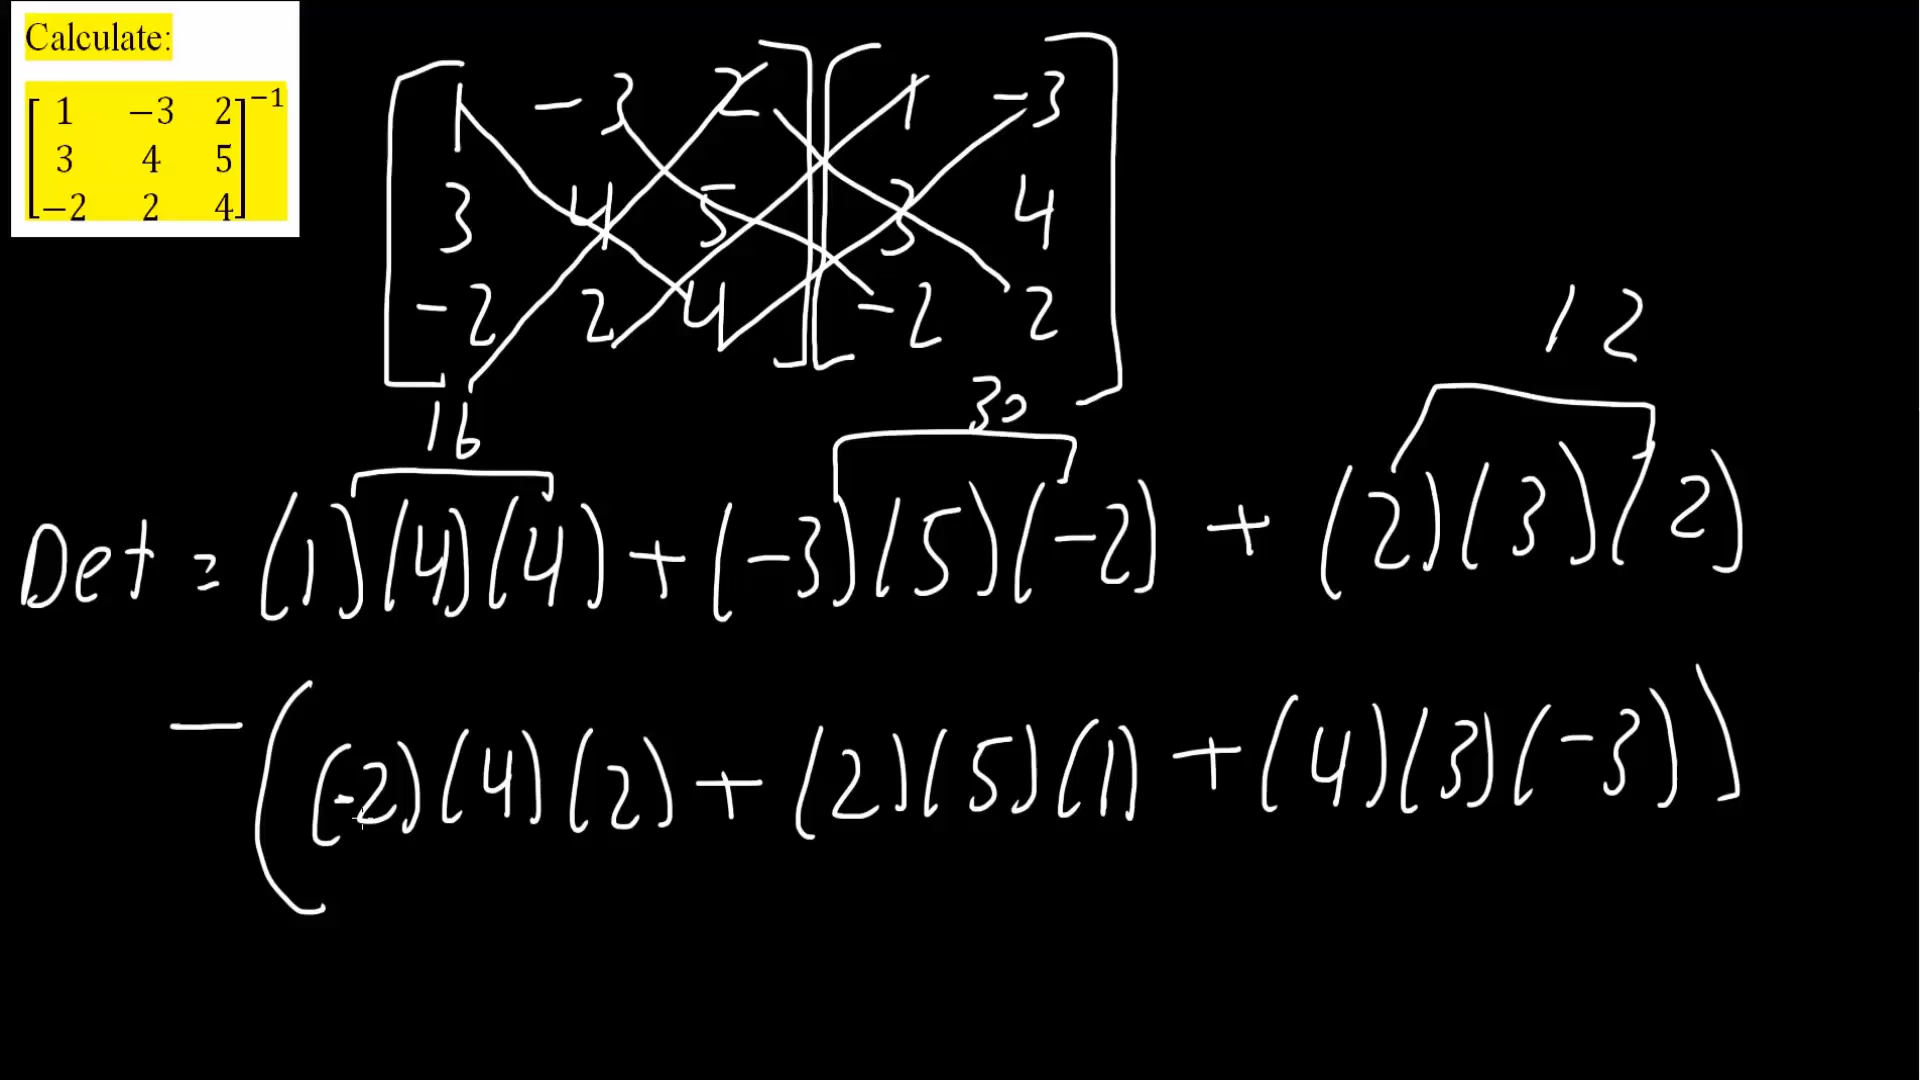 Calculate:
[1 −3 2]⁻¹
3 4 5
−2 2 4
1 -3 2 1 -3
3 4 5 3 4
-2 2 4 -2 2
16 30 12
Det = (1)(4)(4) + (-3)(5)(-2) + (2)(3)(2)
- ((-2)(4)(2) + (2)(5)(1) + (4)(3)(-3))